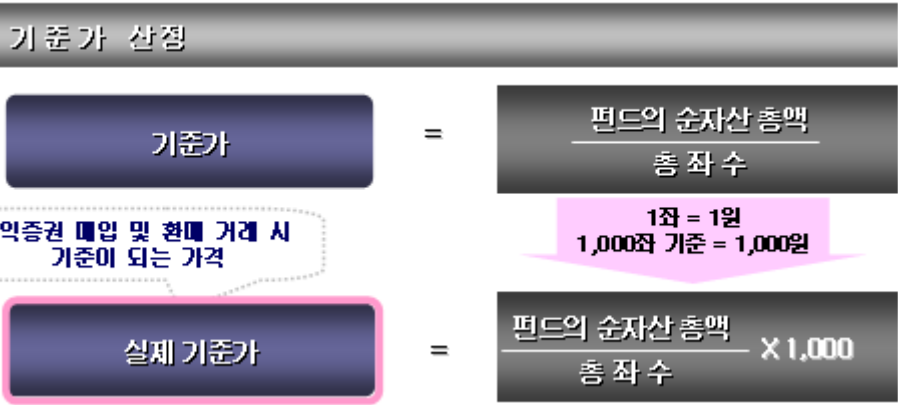 기준가 산정
기준가
=
펀드의 순자산 총액
총 좌 수
익증권 매입 및 환매 거래 시
기준이 되는 가격
1좌 = 1원
1,000좌 기준 = 1,000원
실제 기준가
=
펀드의 순자산 총액
총 좌 수
X 1,000